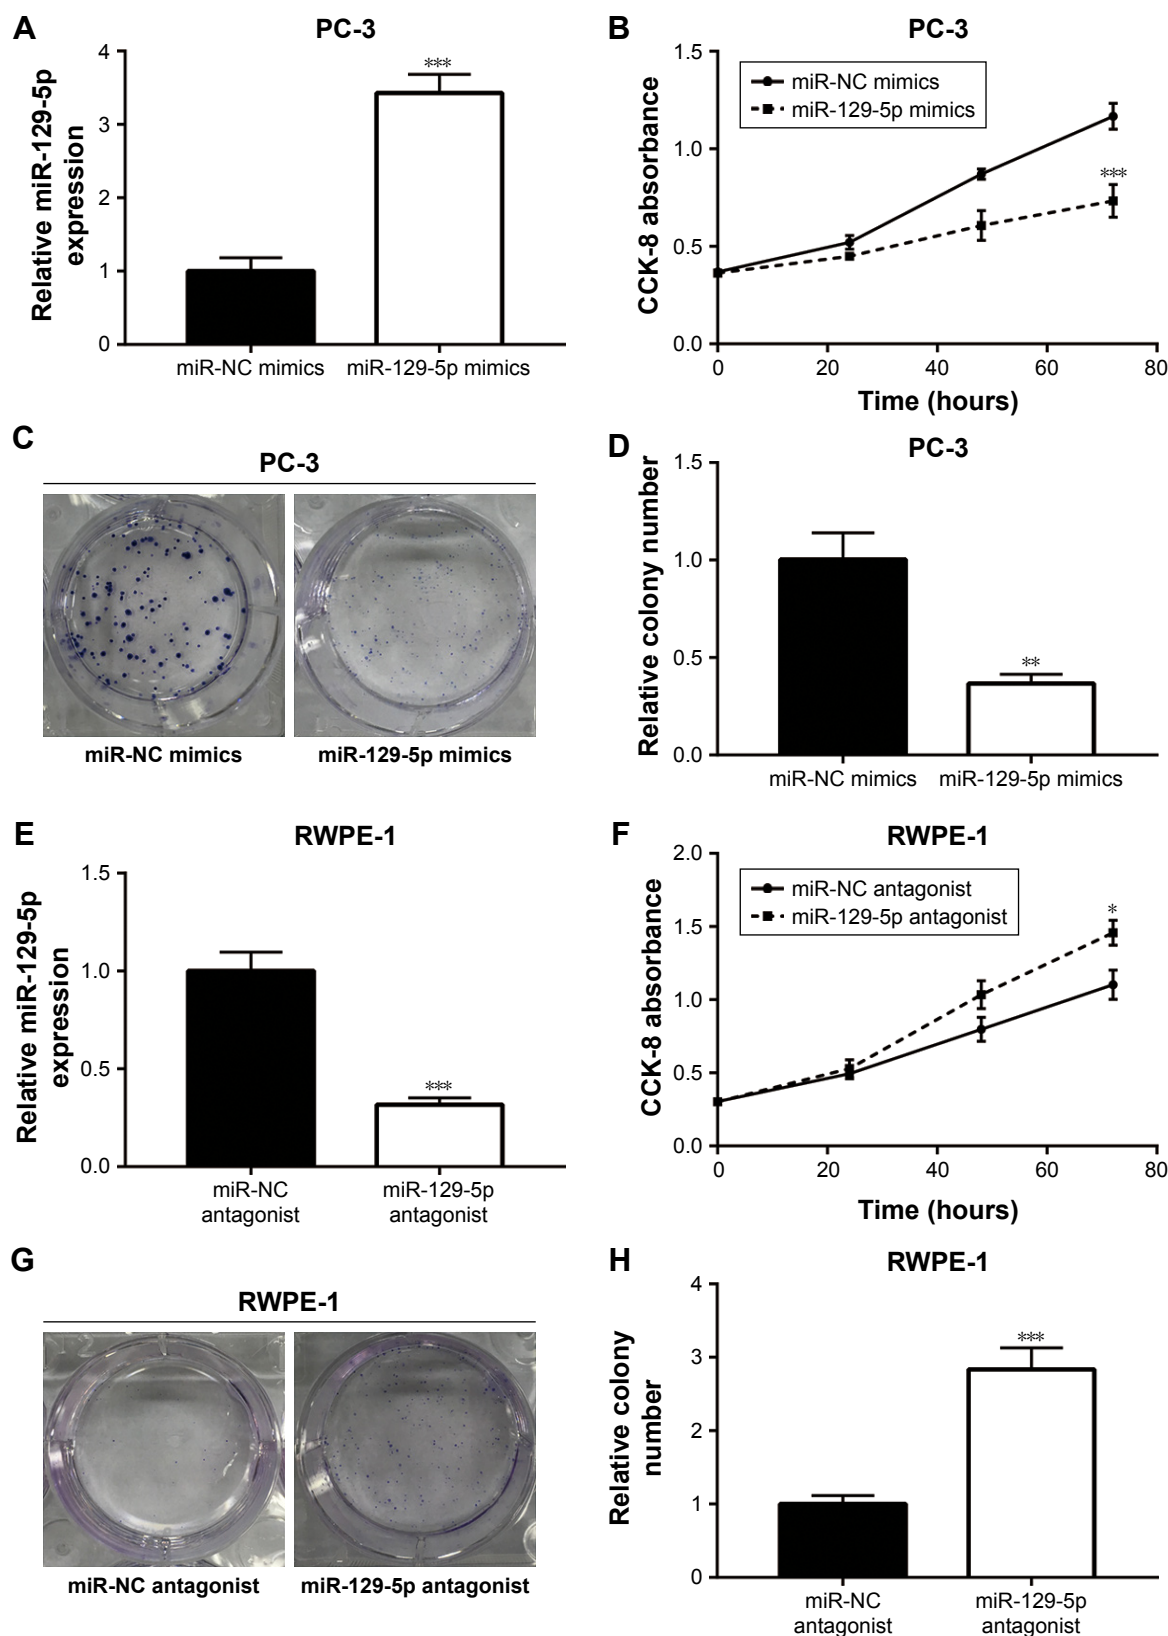 A
PC-3
Relative miR-129-5p
expression
4
3
2
1
0
***
miR-NC mimics
miR-129-5p mimics
B
PC-3
CCK-8 absorbance
1.5
1.0
0.5
0.0
miR-NC mimics
miR-129-5p mimics
***
0
20
40
60
80
Time (hours)
C
PC-3
miR-NC mimics
miR-129-5p mimics
D
PC-3
Relative colony number
1.5
1.0
0.5
0.0
**
miR-NC mimics
miR-129-5p mimics
E
RWPE-1
Relative miR-129-5p
expression
1.5
1.0
0.5
0.0
***
miR-NC
antagonist
miR-129-5p
antagonist
F
RWPE-1
CCK-8 absorbance
2.0
1.5
1.0
0.5
0.0
miR-NC antagonist
miR-129-5p antagonist
*
0
20
40
60
80
Time (hours)
G
RWPE-1
miR-NC antagonist
miR-129-5p antagonist
H
RWPE-1
Relative colony
number
4
3
2
1
0
***
miR-NC
antagonist
miR-129-5p
antagonist